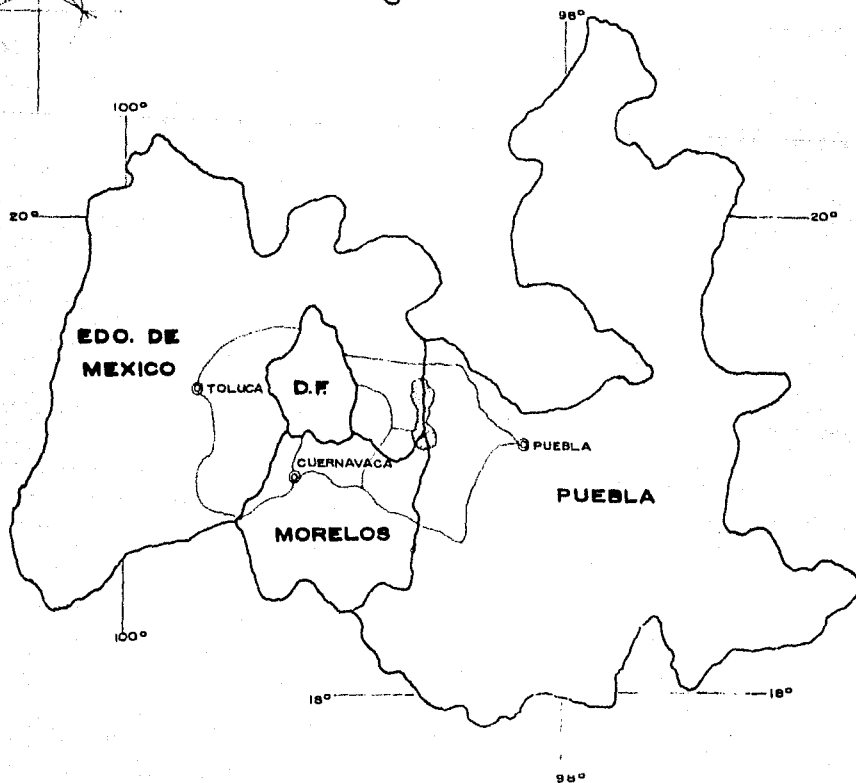 98°
100°
20°
20°
EDO. DE
MEXICO
TOLUCA
D.F.
PUEBLA
CUERNAVACA
PUEBLA
MORELOS
100°
18°
18°
98°